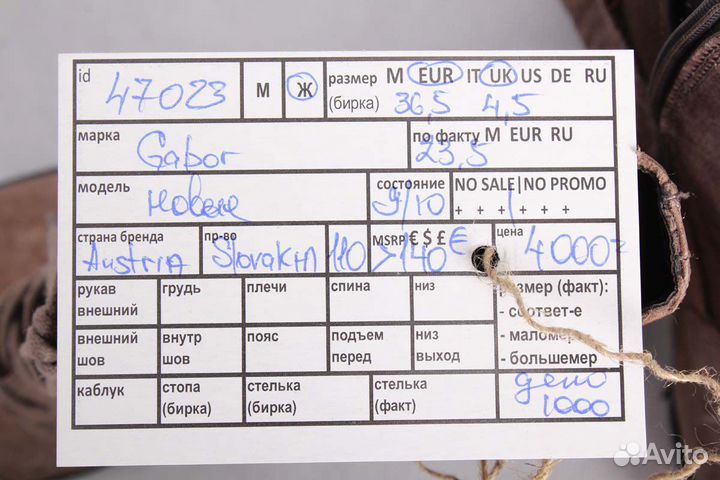 id 47023 М Ж размер М EUR IT UK US DE RU
(бирка) 36,5 4,5
марка Gabor по факту М EUR RU
23,5
модель новые состояние 9/10 NO SALE | NO PROMO
+ + + + + +
страна бренда Austria пр-во Slovakia 110 > 140 MSRP € $ £ € цена 4000=
рукав внешний грудь плечи спина низ размер (факт):
- соответ-е
внешний шов внутр шов пояс подъем перед низ выход - маломер
- большемер
каблук стопа (бирка) стелька (бирка) стелька (факт) депо
1000
Avito